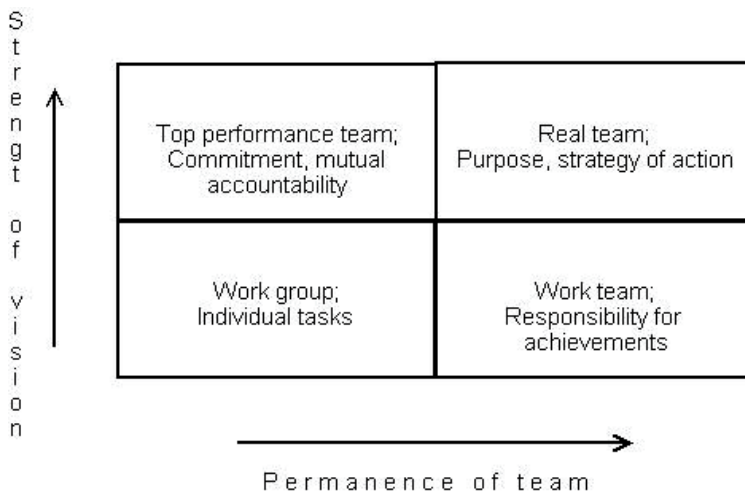 Strengt of vision
Top performance team;
Commitment, mutual
accountability
Real team;
Purpose, strategy of action
Work group;
Individual tasks
Work team;
Responsibility for
achievements
Permanence of team